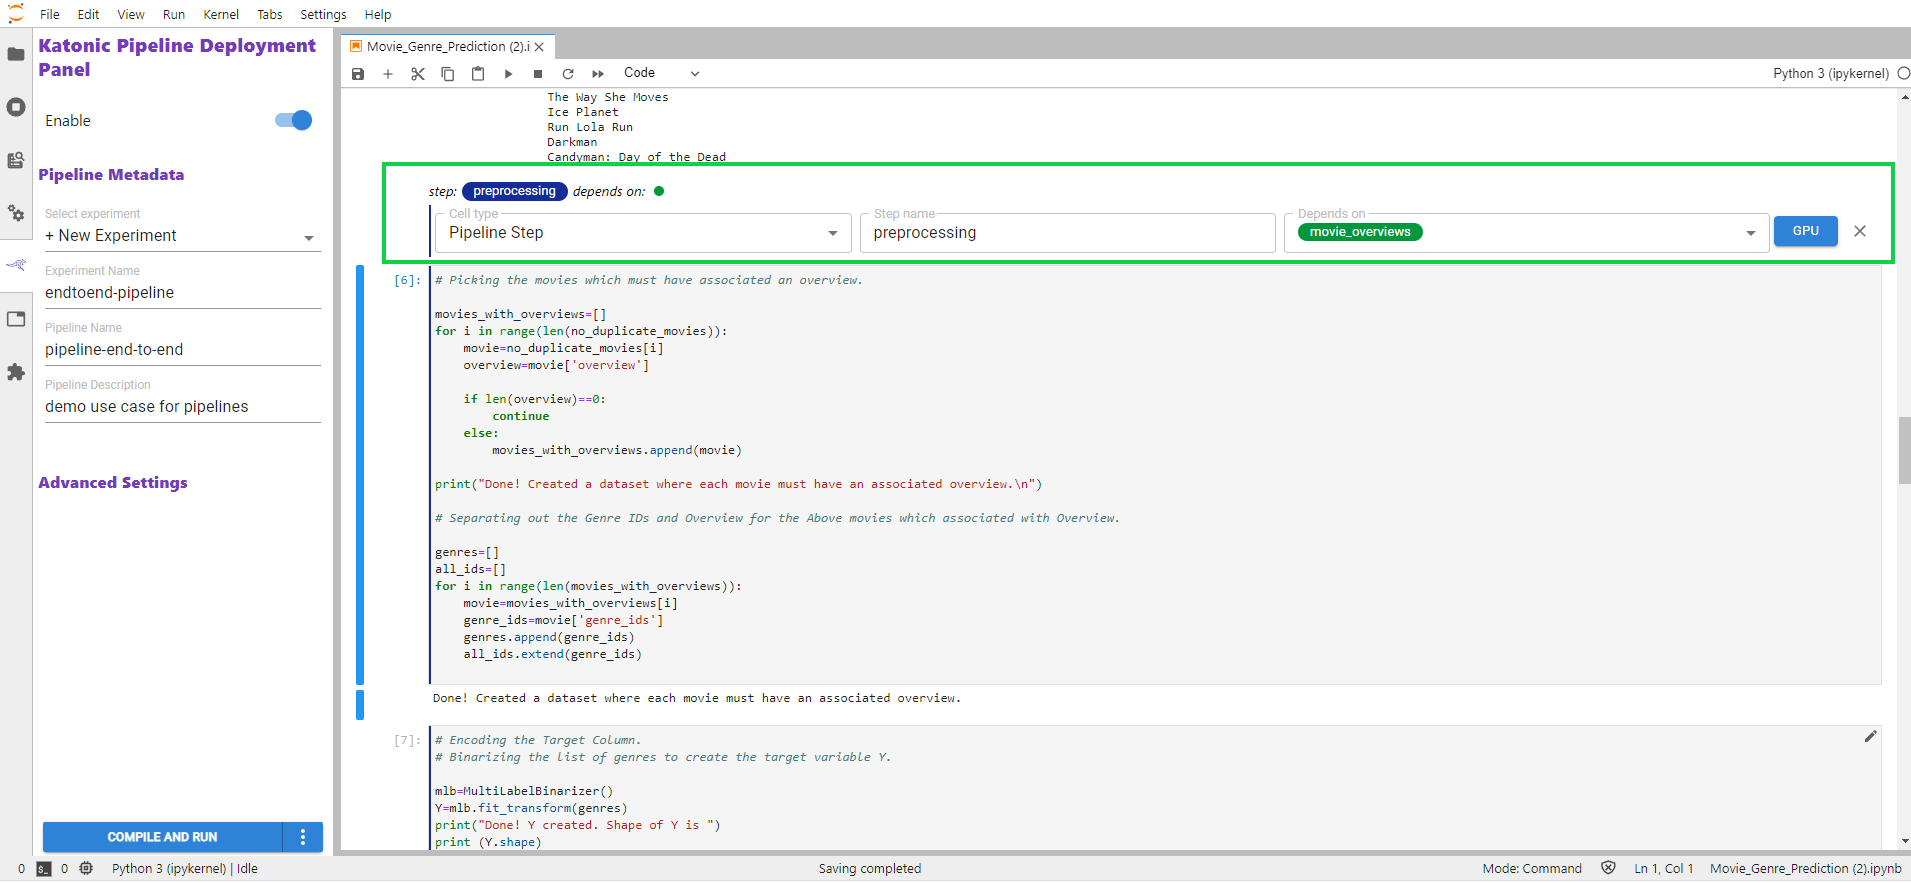 File Edit View Run Kernel Tabs Settings Help
Katonic Pipeline Deployment
Panel
Enable
Pipeline Metadata
Select experiment
+ New Experiment
Experiment Name
endtoend-pipeline
Pipeline Name
pipeline-end-to-end
Pipeline Description
demo use case for pipelines
Advanced Settings
COMPILE AND RUN
Movie_Genre_Prediction (2).i
Code
Python 3 (ipykernel)
The Way She Moves
Ice Planet
Run Lola Run
Darkman
Candyman: Day of the Dead
step: preprocessing depends on:
Cell type
Pipeline Step
Step name
preprocessing
Depends on
movie_overviews
GPU
[6]:
# Picking the movies which must have associated an overview.
movies_with_overviews=[]
for i in range(len(no_duplicate_movies)):
    movie=no_duplicate_movies[i]
    overview=movie['overview']
    if len(overview)==0:
        continue
    else:
        movies_with_overviews.append(movie)
print("Done! Created a dataset where each movie must have an associated overview.\n")
# Separating out the Genre IDs and Overview for the Above movies which associated with Overview.
genres=[]
all_ids=[]
for i in range(len(movies_with_overviews)):
    movie=movies_with_overviews[i]
    genre_ids=movie['genre_ids']
    genres.append(genre_ids)
    all_ids.extend(genre_ids)
Done! Created a dataset where each movie must have an associated overview.
[7]:
# Encoding the Target Column.
# Binarizing the list of genres to create the target variable Y.
mlb=MultiLabelBinarizer()
Y=mlb.fit_transform(genres)
print("Done! Y created. Shape of Y is ")
print (Y.shape)
0 $_ 0 Python 3 (ipykernel) | Idle
Saving completed
Mode: Command
Ln 1, Col 1
Movie_Genre_Prediction (2).ipynb